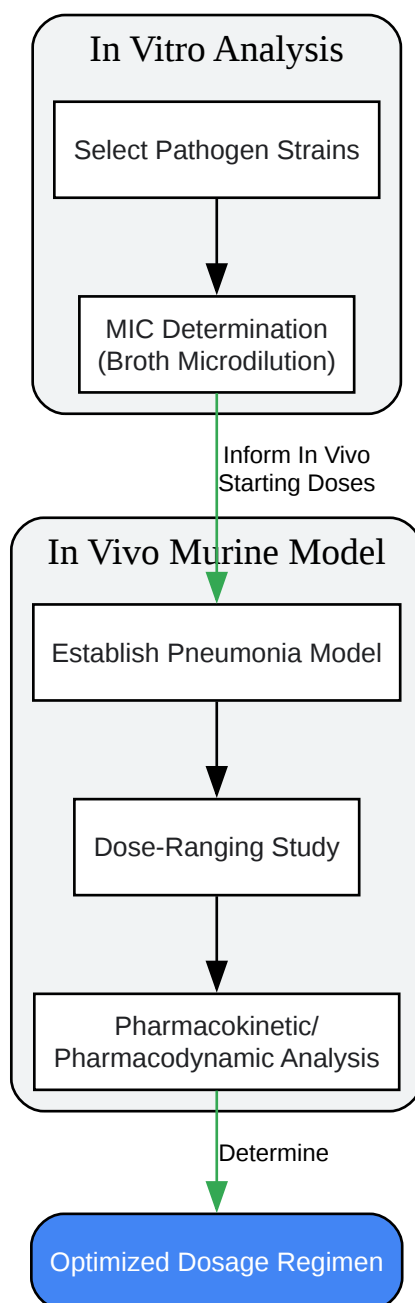 In Vitro Analysis
Select Pathogen Strains
MIC Determination
(Broth Microdilution)
Inform In Vivo
Starting Doses
In Vivo Murine Model
Establish Pneumonia Model
Dose-Ranging Study
Pharmacokinetic/
Pharmacodynamic Analysis
Determine
Optimized Dosage Regimen